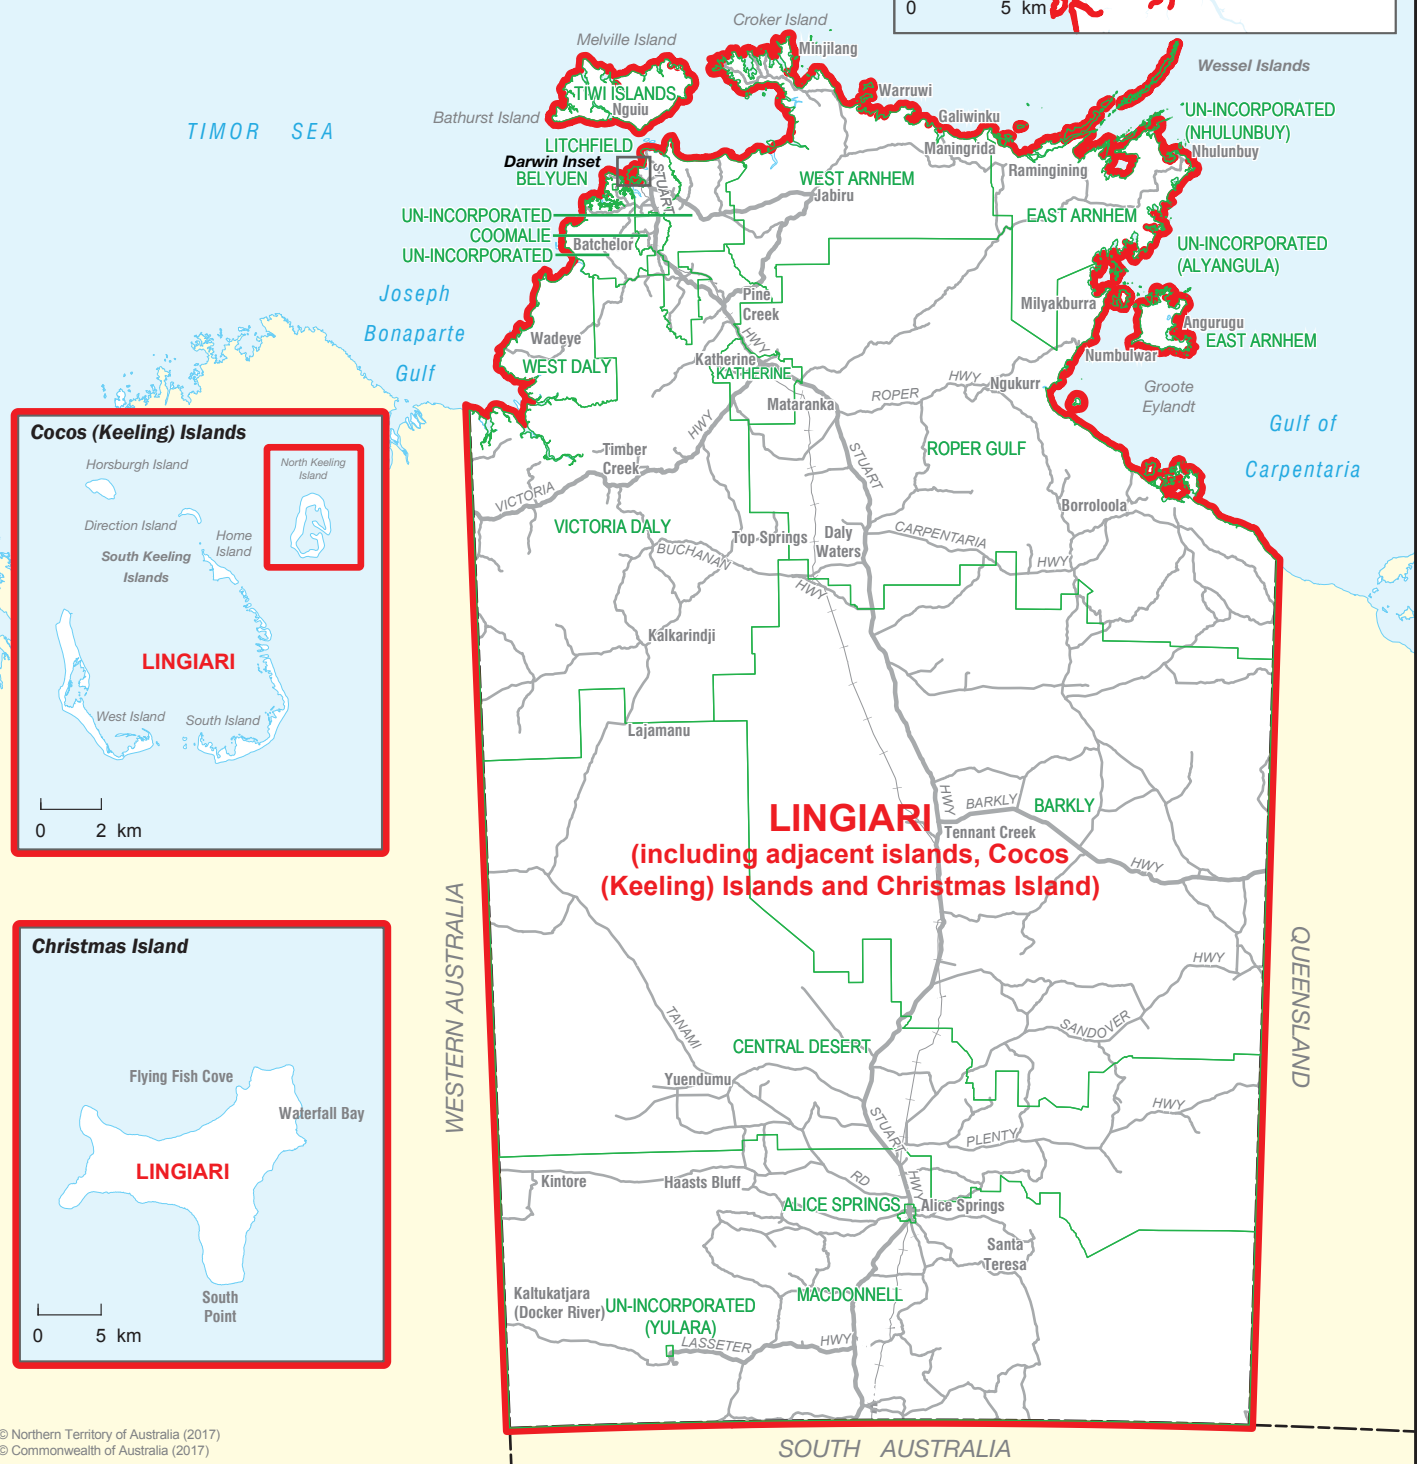 0 5 km
Croker Island
Melville Island
Minjilang
Wessel Islands
TIWI ISLANDS
Nguiu
Warruwi
Bathurst Island
Galiwinku
UN-INCORPORATED
(NHULUNBUY)
TIMOR SEA
LITCHFIELD
Maningrida
Nhulunbuy
Darwin Inset
BELYUEN
STUART
WEST ARNHEM
Ramingining
Jabiru
UN-INCORPORATED
EAST ARNHEM
COOMALIE
UN-INCORPORATED
Batchelor
UN-INCORPORATED
(ALYANGULA)
Joseph
Bonaparte
Gulf
Pine
Creek
Milyakburra
Angurugu
EAST ARNHEM
Wadeye
HWY
Numbulwar
WEST DALY
Katherine
KATHERINE
HWY
Ngukurr
Groote
Eylandt
ROPER
Mataranka
Gulf of
Carpentaria
HWY
STUART
ROPER GULF
Timber
Creek
VICTORIA
Borroloola
VICTORIA DALY
Top Springs
Daly
Waters
CARPENTARIA
HWY
BUCHANAN
HWY
Kalkarindji
Lajamanu
Cocos (Keeling) Islands
Horsburgh Island
North Keeling
Island
Direction Island
Home
Island
South Keeling
Islands
LINGIARI
West Island
South Island
0 2 km
HWY
BARKLY
BARKLY
LINGIARI
(including adjacent islands, Cocos
(Keeling) Islands and Christmas Island)
Tennant Creek
HWY
WESTERN AUSTRALIA
QUEENSLAND
HWY
TANAMI
SANDOVER
CENTRAL DESERT
Yuendumu
HWY
STUART
PLENTY
HWY
RD
Kintore
Haasts Bluff
ALICE SPRINGS
Alice Springs
Santa
Teresa
Kaltukatjara
(Docker River)
MACDONNELL
UN-INCORPORATED
(YULARA)
LASSETER
HWY
Christmas Island
Flying Fish Cove
Waterfall Bay
LINGIARI
South
Point
0 5 km
© Northern Territory of Australia (2017)
© Commonwealth of Australia (2017)
SOUTH AUSTRALIA